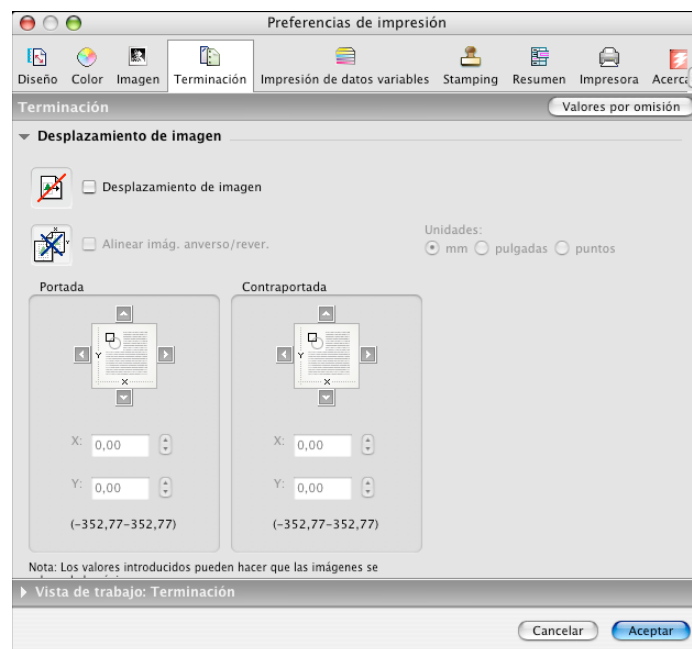 Preferencias de impresión
Diseño Color Imagen Terminación Impresión de datos variables Stamping Resumen Impresora
Terminación Valores por omisión
Desplazamiento de imagen
Desplazamiento de imagen
Alinear imág. anverso/rever.
Unidades:
mm pulgadas puntos
Portada Contraportada
Y Y
X X
X: 0,00 X: 0,00
Y: 0,00 Y: 0,00
(-352,77-352,77) (-352,77-352,77)
Nota: Los valores introducidos pueden hacer que las imágenes se
Vista de trabajo: Terminación
Cancelar Aceptar